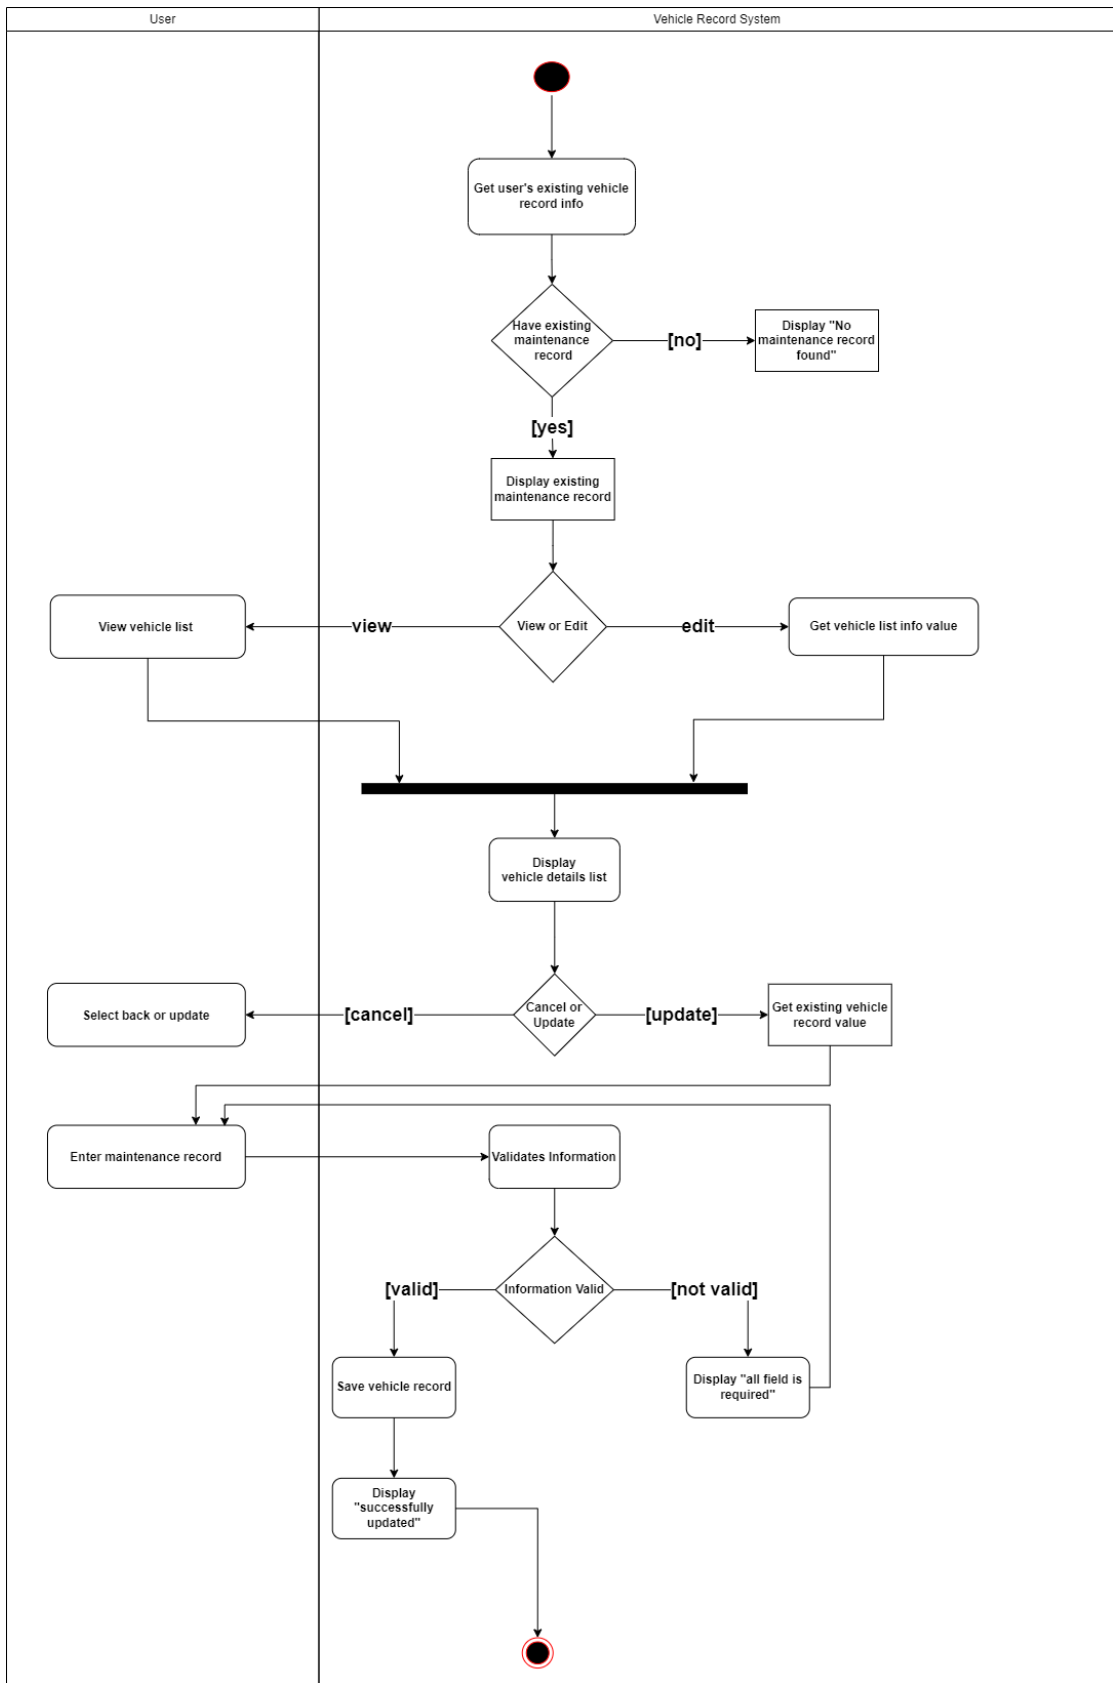 User
Vehicle Record System
Get user's existing vehicle
record info
Have existing
maintenance
record
[no]
Display "No
maintenance record
found"
[yes]
Display existing
maintenance record
View vehicle list
view
View or Edit
edit
Get vehicle list info value
Display
vehicle details list
Select back or update
[cancel]
Cancel or
Update
[update]
Get existing vehicle
record value
Enter maintenance record
Validates Information
[valid]
Information Valid
[not valid]
Save vehicle record
Display "all field is
required"
Display
"successfully
updated"